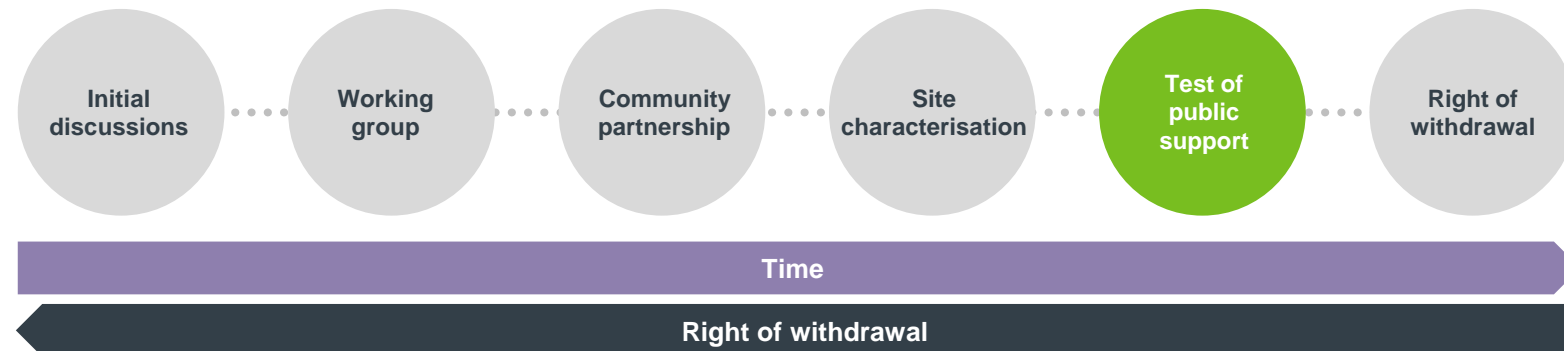 Initial
discussions
Working
group
Community
partnership
Site
characterisation
Test of
public
support
Right of
withdrawal
Time
Right of withdrawal